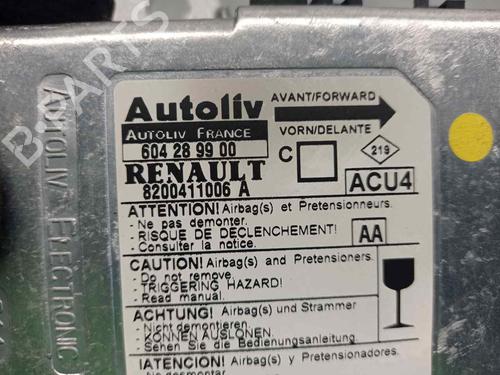 Autoliv
AVANT/FORWARD
AUTOLIV FRANCE
VORN/DELANTE
604 28 99 00
C
219
RENAULT
8200411006 A
ACU4
ATTENTION! Airbag(s) et Pretensionneurs.
- Ne pas demonter.
- RISQUE DE DECLENCHEMENT!
- Consulter la notice.
AA
CAUTION! Airbag(s) and Pretensioners.
- Do not remove.
- TRIGGERING HAZARD!
- Read manual.
ACHTUNG! Airbag(s) und Strammer
- Nicht demontieren
- KÖNNEN AUSLÖSEN.
- Sehen Sie die Bedienungsanleitung
¡ATENCION! Airbag(s) y Pretensionadores.
- No desmontar
AUTOLIV ELECTRONIC
B-PARTS